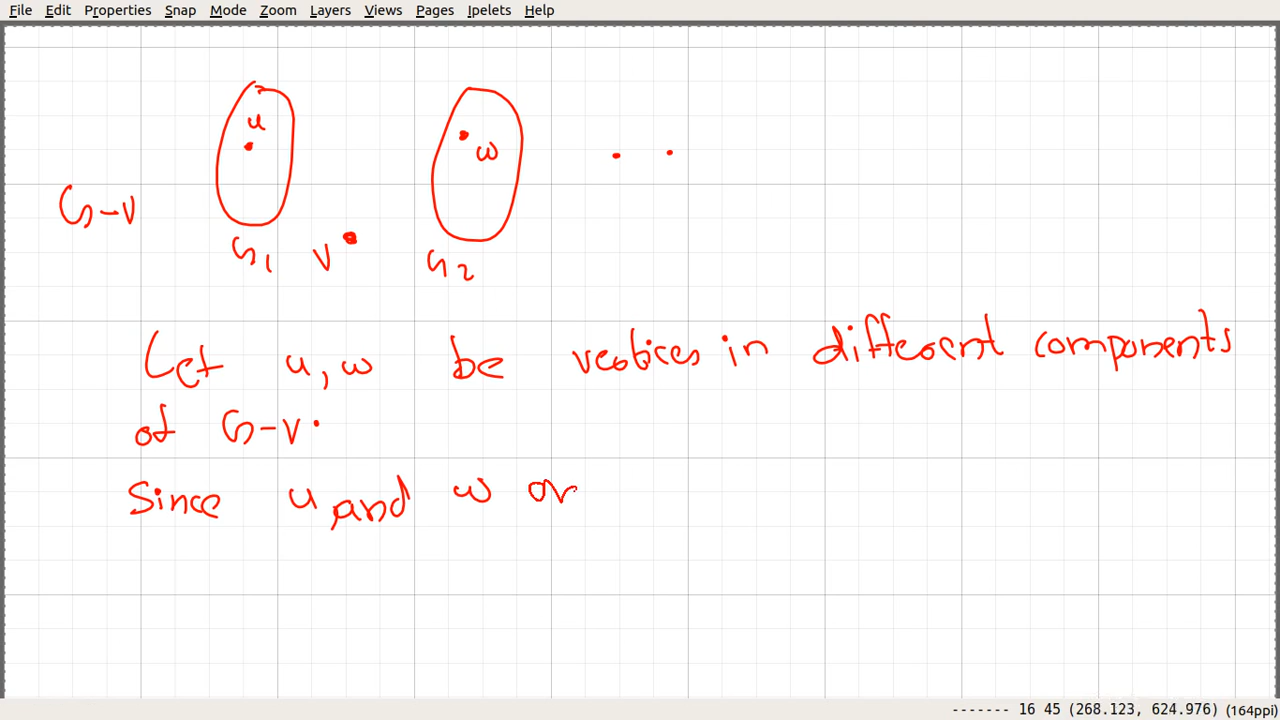 File Edit Properties Snap Mode Zoom Layers Views Pages Ipelets Help
u
w
G-v
G1 v G2
Let u, w be vertices in different components
of G-v.
Since u and w ar
------- 16 45 (268.123, 624.976) (164ppi)